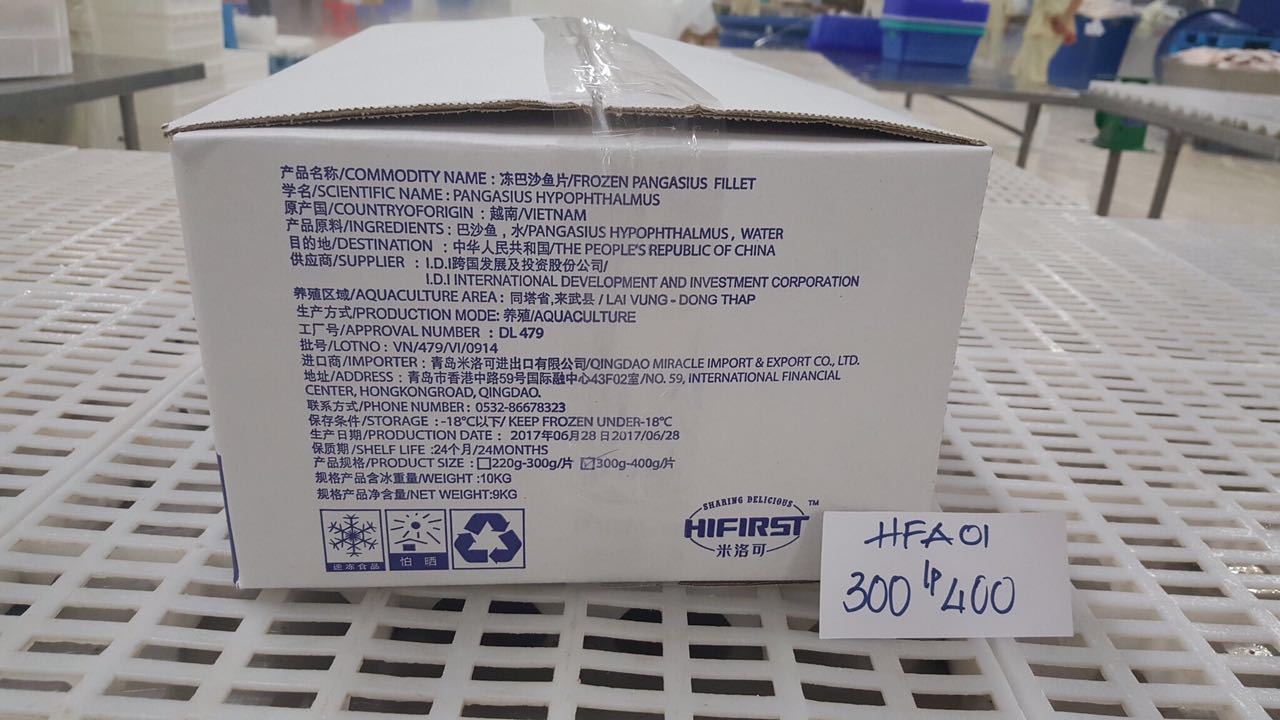 产品名称/COMMODITY NAME : 冻巴沙鱼片/FROZEN PANGASIUS FILLET
学名/SCIENTIFIC NAME : PANGASIUS HYPOPHTHALMUS
原产国/COUNTRYOFORIGIN : 越南/VIETNAM
产品原料/INGREDIENTS : 巴沙鱼 , 水/PANGASIUS HYPOPHTHALMUS , WATER
目的地/DESTINATION : 中华人民共和国/THE PEOPLE'S REPUBLIC OF CHINA
供应商/SUPPLIER : I.D.I跨国发展及投资股份公司/
I.D.I INTERNATIONAL DEVELOPMENT AND INVESTMENT CORPORATION
养殖区域/AQUACULTURE AREA : 同塔省,来武县 / LAI VUNG - DONG THAP
生产方式/PRODUCTION MODE: 养殖/AQUACULTURE
工厂号/APPROVAL NUMBER : DL 479
批号/LOTNO : VN/479/VI/0914
进口商/IMPORTER : 青岛米洛可进出口有限公司/QINGDAO MIRACLE IMPORT & EXPORT CO., LTD.
地址/ADDRESS : 青岛市香港中路59号国际融中心43F02室/NO. 59, INTERNATIONAL FINANCIAL
CENTER, HONGKONGROAD, QINGDAO.
联系方式/PHONE NUMBER : 0532-86678323
保存条件/STORAGE : -18℃以下/ KEEP FROZEN UNDER-18℃
生产日期/PRODUCTION DATE : 2017年06月28日2017/06/28
保质期/SHELF LIFE :24个月/24MONTHS
产品规格/PRODUCT SIZE : □220g-300g/片 ☑300g-400g/片
规格产品含冰重量/WEIGHT :10KG
规格产品净含量/NET WEIGHT:9KG
速冻食品 怕晒
SHARING DELICIOUS
HIFIRST™
米洛可
HFA01
300 IP 400